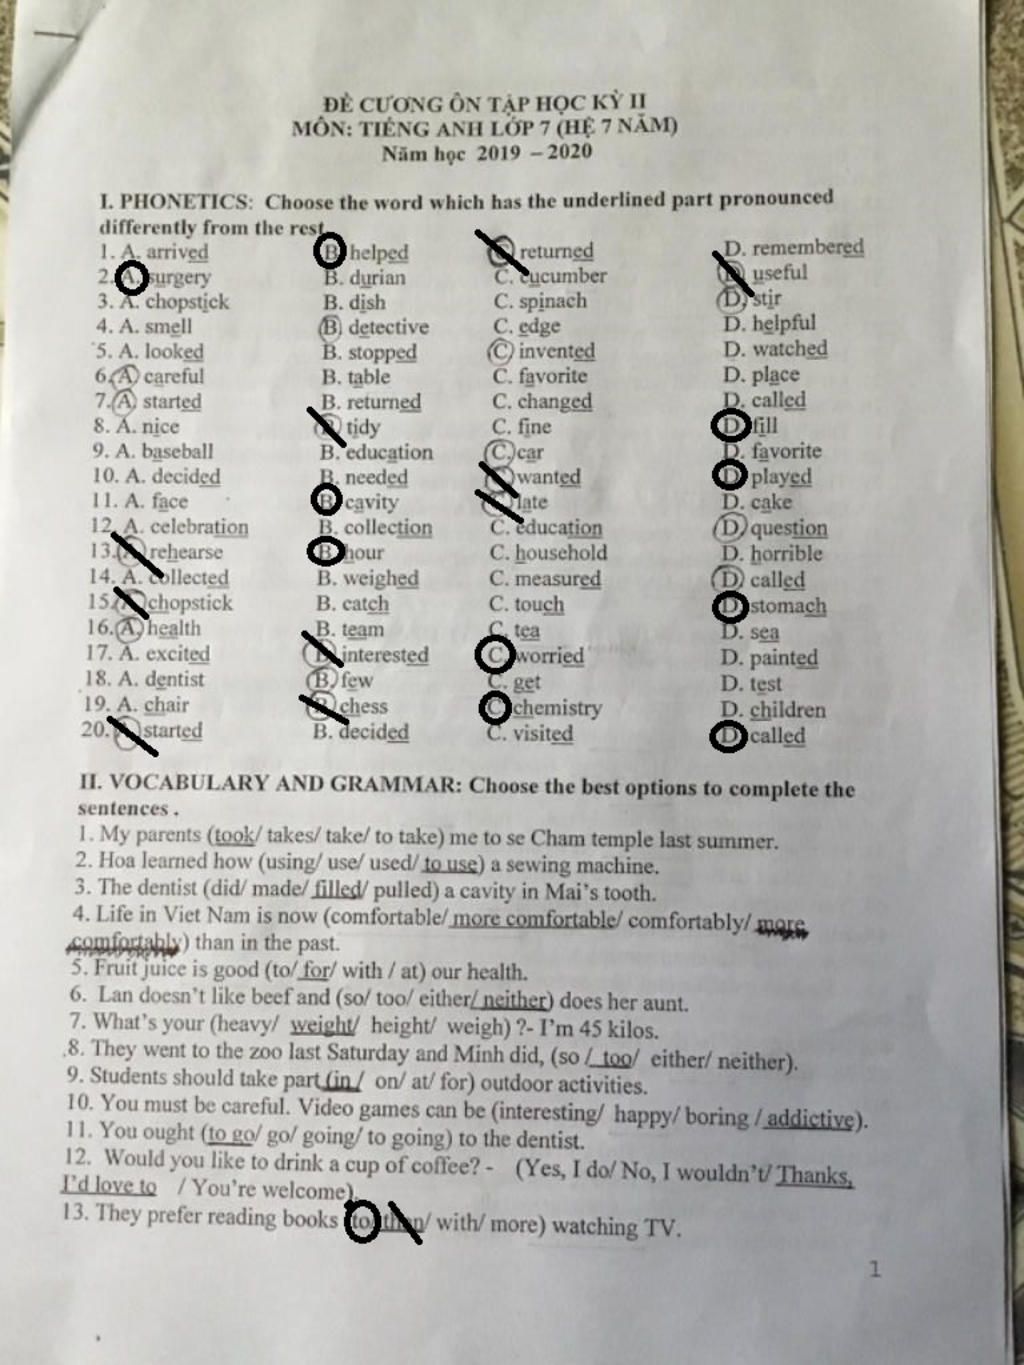 ĐỀ CƯƠNG ÔN TẬP HỌC KỲ II
MÔN: TIẾNG ANH LỚP 7 (HỆ 7 NĂM)
Năm học 2019 – 2020
I. PHONETICS: Choose the word which has the underlined part pronounced
differently from the rest
1. A. arrived B. helped C. returned D. remembered
2. A. surgery B. durian C. cucumber D. useful
3. A. chopstick B. dish C. spinach D. stir
4. A. smell B. detective C. edge D. helpful
5. A. looked B. stopped C. invented D. watched
6. A. careful B. table C. favorite D. place
7. A. started B. returned C. changed D. called
8. A. nice B. tidy C. fine D. fill
9. A. baseball B. education C. car D. favorite
10. A. decided B. needed C. wanted D. played
11. A. face B. cavity C. late D. cake
12. A. celebration B. collection C. education D. question
13. A. rehearse B. hour C. household D. horrible
14. A. collected B. weighed C. measured D. called
15. A. chopstick B. catch C. touch D. stomach
16. A. health B. team C. tea D. sea
17. A. excited B. interested C. worried D. painted
18. A. dentist B. few C. get D. test
19. A. chair B. chess C. chemistry D. children
20. A. started B. decided C. visited D. called
II. VOCABULARY AND GRAMMAR: Choose the best options to complete the
sentences .
1. My parents (took/ takes/ take/ to take) me to se Cham temple last summer.
2. Hoa learned how (using/ use/ used/ to use) a sewing machine.
3. The dentist (did/ made/ filled/ pulled) a cavity in Mai's tooth.
4. Life in Viet Nam is now (comfortable/ more comfortable/ comfortably/ more
comfortably) than in the past.
5. Fruit juice is good (to/ for/ with / at) our health.
6. Lan doesn't like beef and (so/ too/ either/ neither) does her aunt.
7. What's your (heavy/ weight/ height/ weigh) ?- I'm 45 kilos.
8. They went to the zoo last Saturday and Minh did, (so / too/ either/ neither).
9. Students should take part (in / on/ at/ for) outdoor activities.
10. You must be careful. Video games can be (interesting/ happy/ boring / addictive).
11. You ought (to go/ go/ going/ to going) to the dentist.
12. Would you like to drink a cup of coffee? - (Yes, I do/ No, I wouldn't/ Thanks,
I'd love to / You're welcome).
13. They prefer reading books (to/ than/ with/ more) watching TV.
1